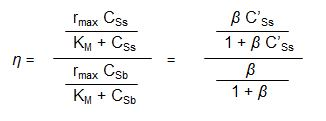 η = r_max C_Ss / K_M + C_Ss / r_max C_Sb / K_M + C_Sb = β C'_Ss / 1 + β C'_Ss / β / 1 + β